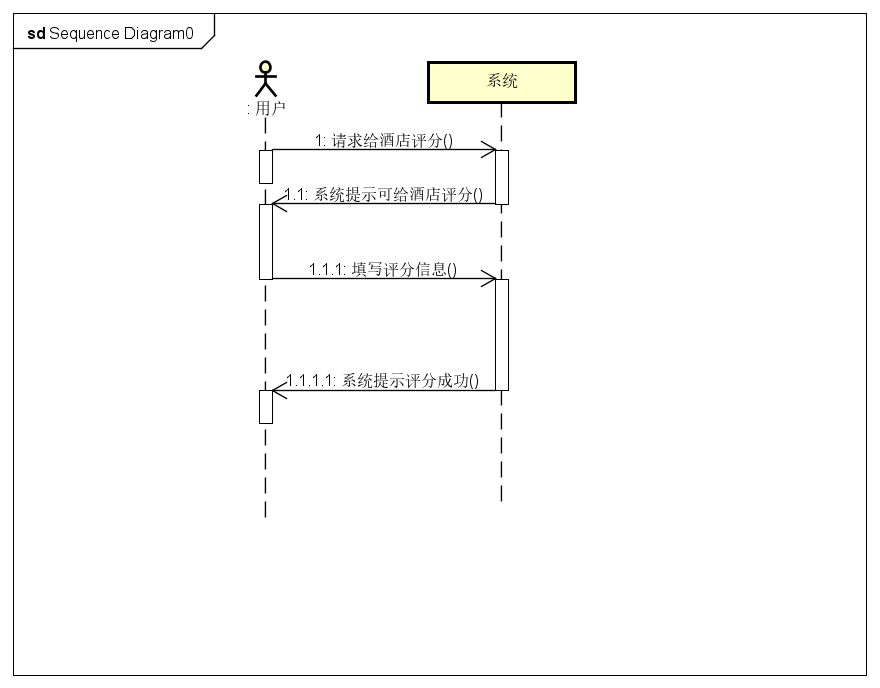 sd Sequence Diagram0
: 用户
系统
1: 请求给酒店评分()
1.1: 系统提示可给酒店评分()
1.1.1: 填写评分信息()
1.1.1.1: 系统提示评分成功()